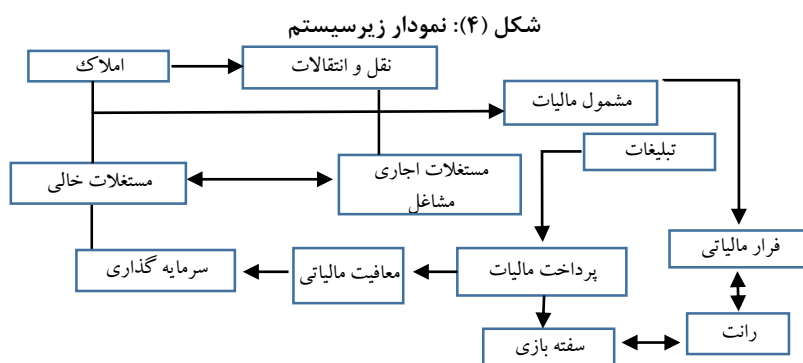 شکل (۴): نمودار زیرسیستم
املاک
نقل و انتقالات
مشمول مالیات
تبلیغات
مستغلات اجاری
مشاغل
مستغلات خالی
فرار مالیاتی
پرداخت مالیات
معافیت مالیاتی
سرمایه گذاری
رانت
سفته بازی